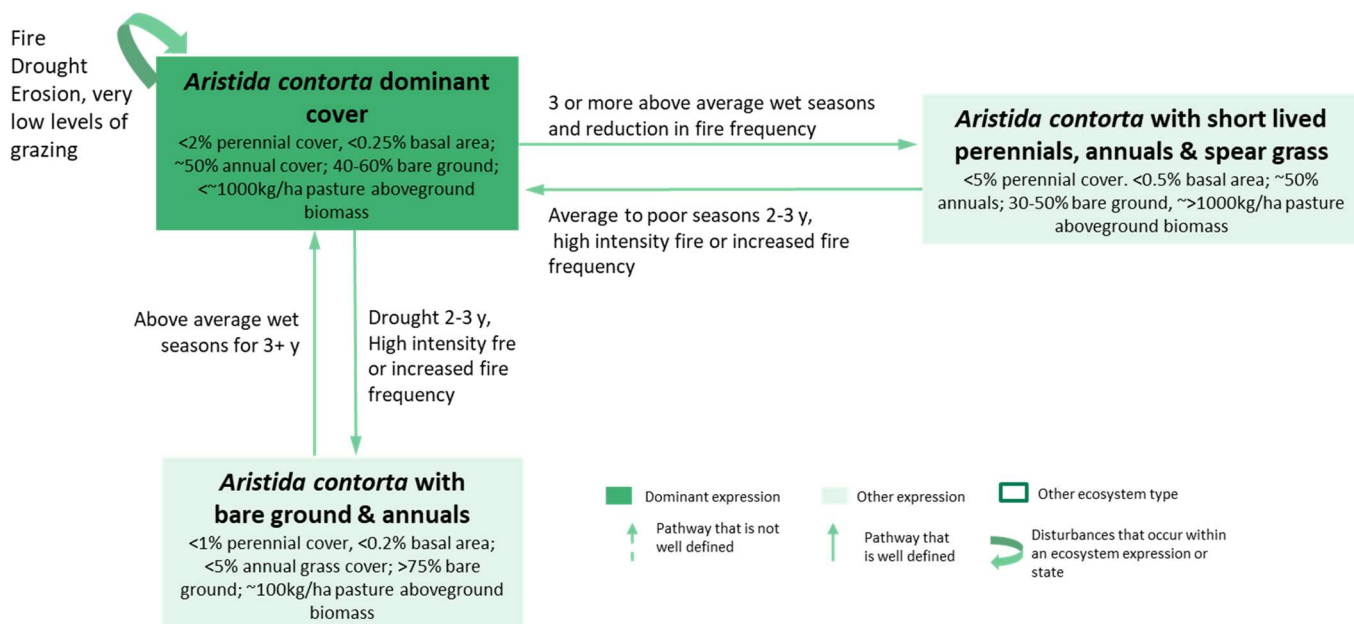 Fire
Drought
Erosion, very
low levels of
grazing
Aristida contorta dominant
cover
<2% perennial cover, <0.25% basal area;
~50% annual cover; 40-60% bare ground;
<~1000kg/ha pasture aboveground
biomass
3 or more above average wet seasons
and reduction in fire frequency
Average to poor seasons 2-3 y,
high intensity fire or increased fire
frequency
Aristida contorta with short lived
perennials, annuals & spear grass
<5% perennial cover. <0.5% basal area; ~50%
annuals; 30-50% bare ground, ~>1000kg/ha pasture
aboveground biomass
Above average wet
seasons for 3+ y
Drought 2-3 y,
High intensity fre
or increased fire
frequency
Aristida contorta with
bare ground & annuals
<1% perennial cover, <0.2% basal area;
<5% annual grass cover; >75% bare
ground; ~100kg/ha pasture aboveground
biomass
Dominant expression
Other expression
Other ecosystem type
Pathway that is not
well defined
Pathway that
is well defined
Disturbances that occur within
an ecosystem expression or
state